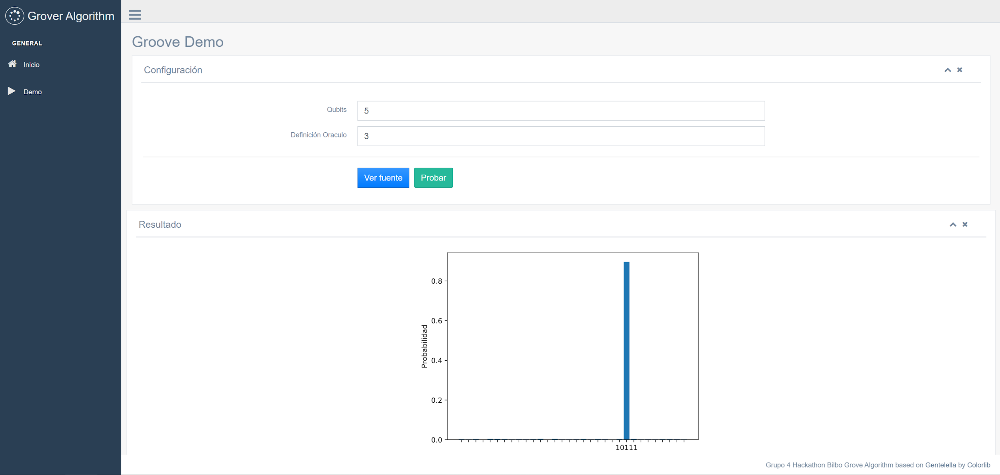 Grover Algorithm
GENERAL
Inicio
Demo
Groove Demo
Configuración
Qubits
5
Definición Oraculo
3
Ver fuente
Probar
Resultado
Probabilidad
0.8
0.6
0.4
0.2
0.0
10111
Grupo 4 Hackathon Bilbo Grove Algorithm based on Gentelella by Colorlib